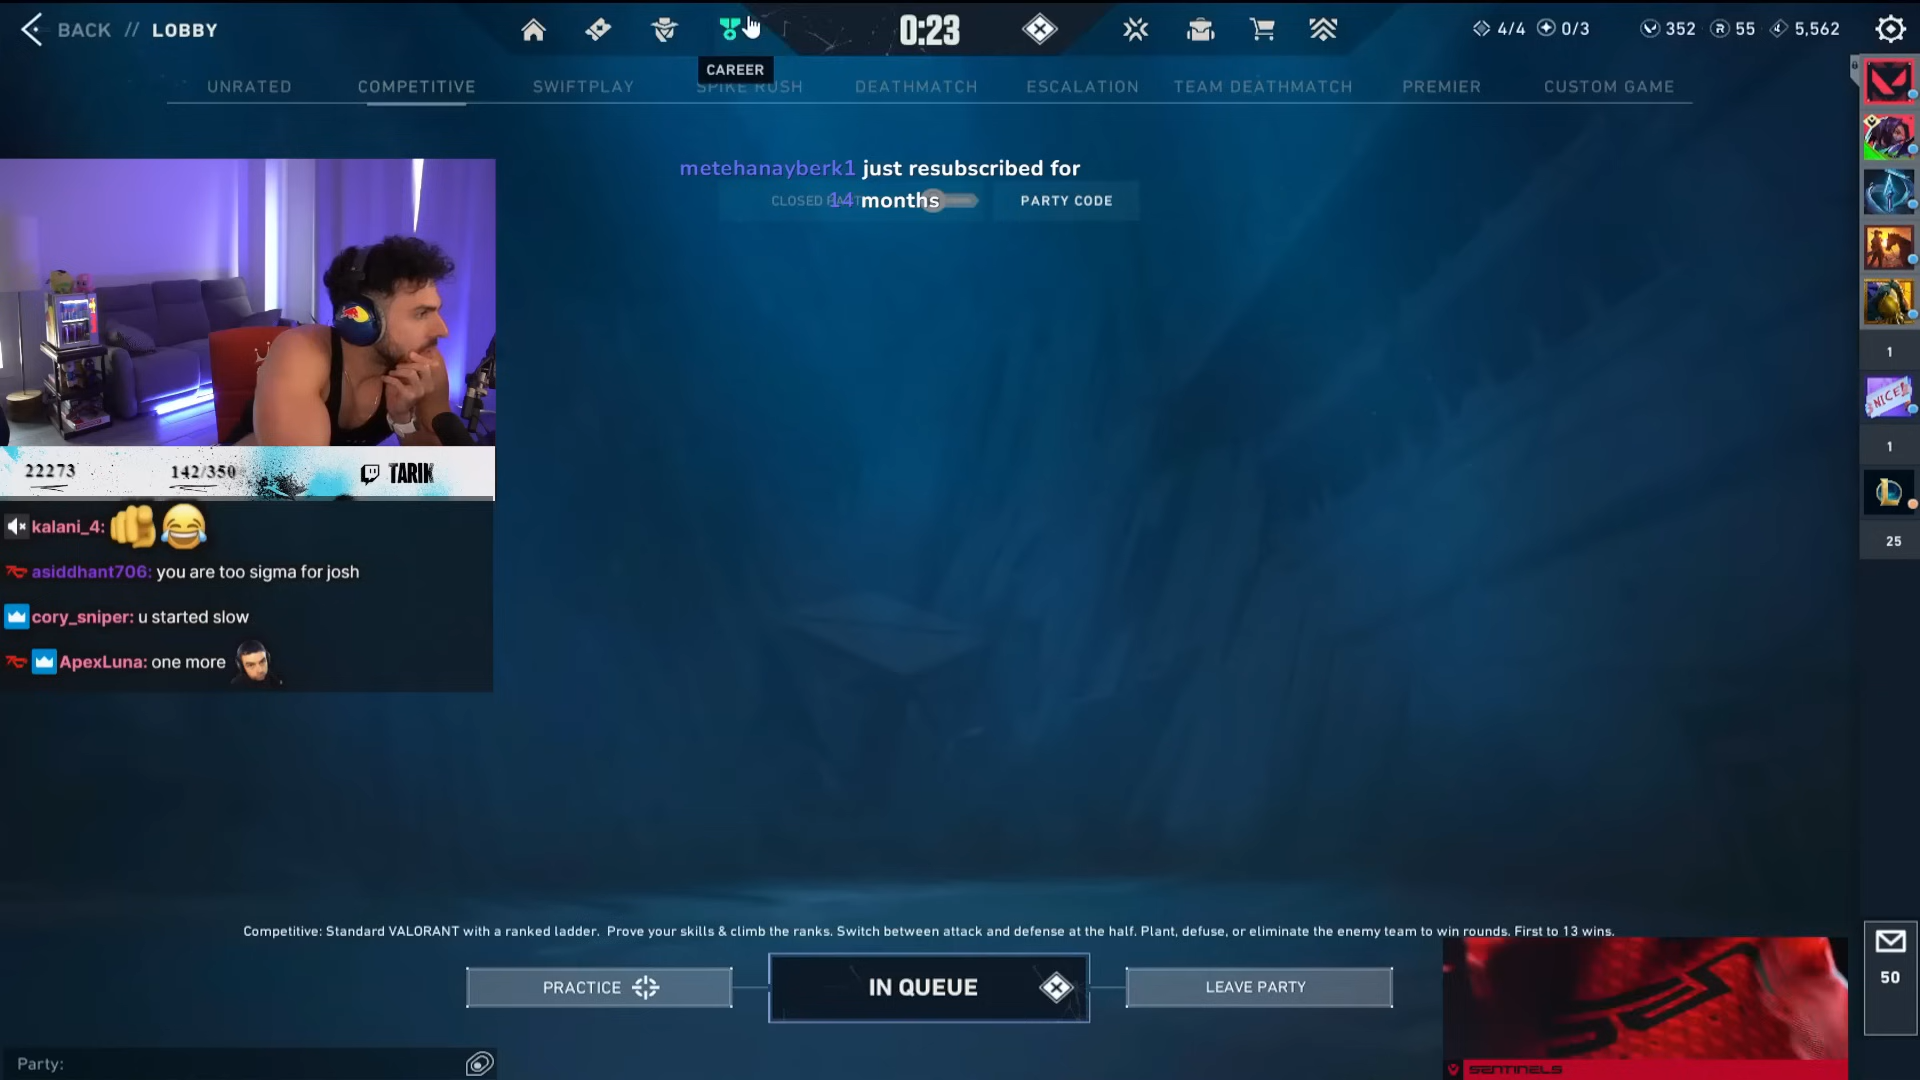 BACK // LOBBY
0:23
4/4 0/3 352 55 5,562
CAREER
UNRATED COMPETITIVE SWIFTPLAY SPIKE RUSH DEATHMATCH ESCALATION TEAM DEATHMATCH PREMIER CUSTOM GAME
metehanayberk1 just resubscribed for
14 months
CLOSED
PARTY CODE
22273 142/350 TARIK
kalani_4:
asiddhant706: you are too sigma for josh
cory_sniper: u started slow
ApexLuna: one more
1
NICE!
1
25
Competitive: Standard VALORANT with a ranked ladder. Prove your skills & climb the ranks. Switch between attack and defense at the half. Plant, defuse, or eliminate the enemy team to win rounds. First to 13 wins.
PRACTICE
IN QUEUE
LEAVE PARTY
50
SENTINELS
Party: